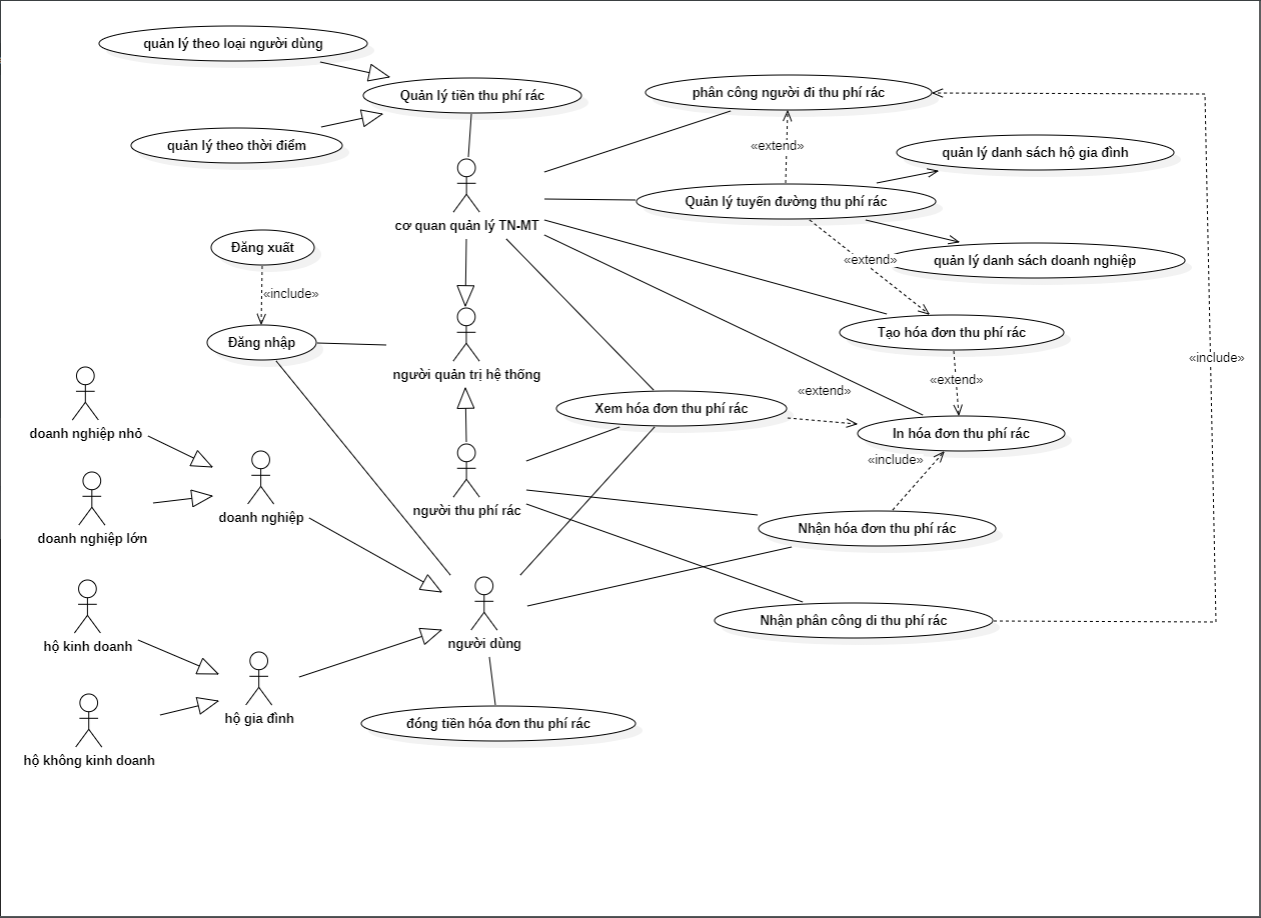 quản lý theo loại người dùng
Quản lý tiền thu phí rác
phân công người đi thu phí rác
quản lý theo thời điểm
«extend»
quản lý danh sách hộ gia đình
Quản lý tuyến đường thu phí rác
cơ quan quản lý TN-MT
Đăng xuất
«extend»
quản lý danh sách doanh nghiệp
«include»
Tạo hóa đơn thu phí rác
Đăng nhập
«include»
người quản trị hệ thống
«extend»
«extend»
Xem hóa đơn thu phí rác
doanh nghiệp nhỏ
In hóa đơn thu phí rác
«include»
người thu phí rác
doanh nghiệp
Nhận hóa đơn thu phí rác
doanh nghiệp lớn
Nhận phân công di thu phí rác
hộ kinh doanh
người dùng
hộ gia đình
đóng tiền hóa đơn thu phí rác
hộ không kinh doanh